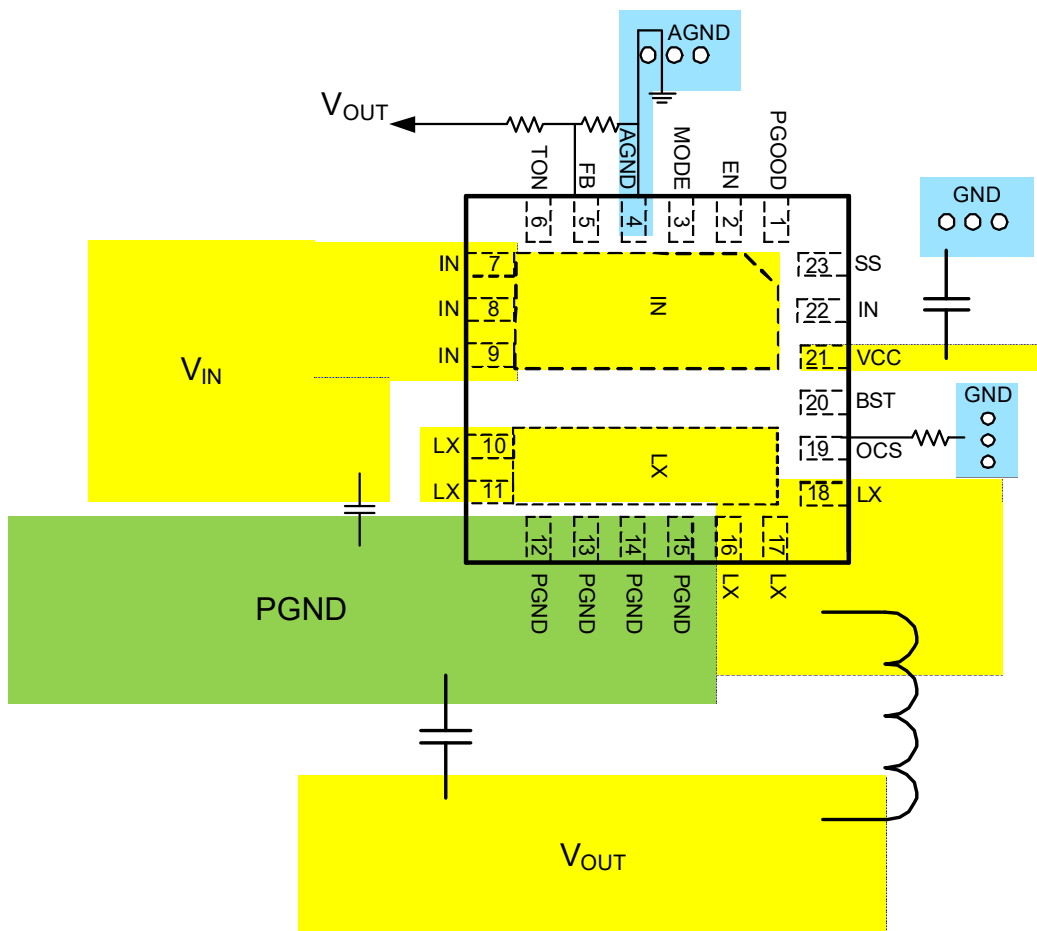 AGND
VOUT
TON
FB
AGND
MODE
EN
PGOOD
6
5
4
3
2
1
GND
IN
7
IN
8
IN
9
IN
23
SS
22
IN
21
VCC
20
BST
19
OCS
18
LX
GND
VIN
LX
10
LX
11
LX
12
13
14
15
16
17
PGND
PGND
PGND
PGND
LX
LX
PGND
VOUT